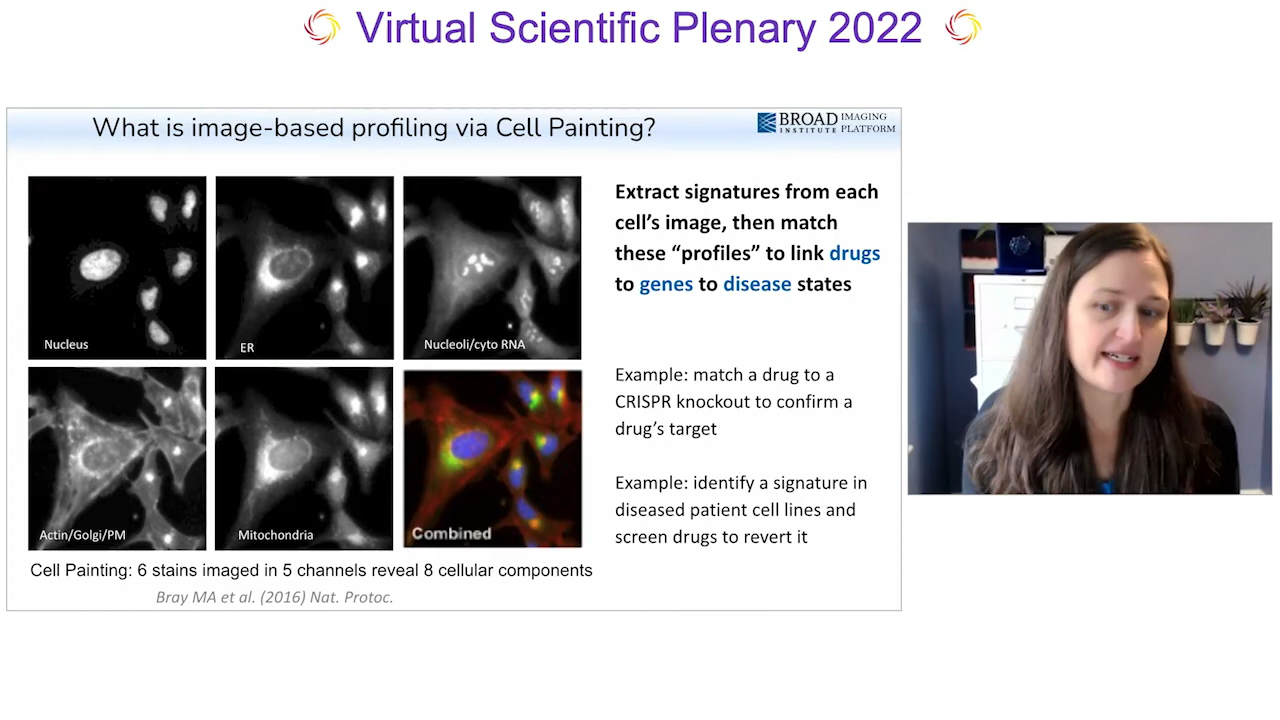 Virtual Scientific Plenary 2022
What is image-based profiling via Cell Painting?
BROAD
INSTITUTE
IMAGING
PLATFORM
Nucleus
ER
Nucleoli/cyto RNA
Actin/Golgi/PM
Mitochondria
Combined
Cell Painting: 6 stains imaged in 5 channels reveal 8 cellular components
Bray MA et al. (2016) Nat. Protoc.
Extract signatures from each
cell’s image, then match
these “profiles” to link drugs
to genes to disease states
Example: match a drug to a
CRISPR knockout to confirm a
drug’s target
Example: identify a signature in
diseased patient cell lines and
screen drugs to revert it